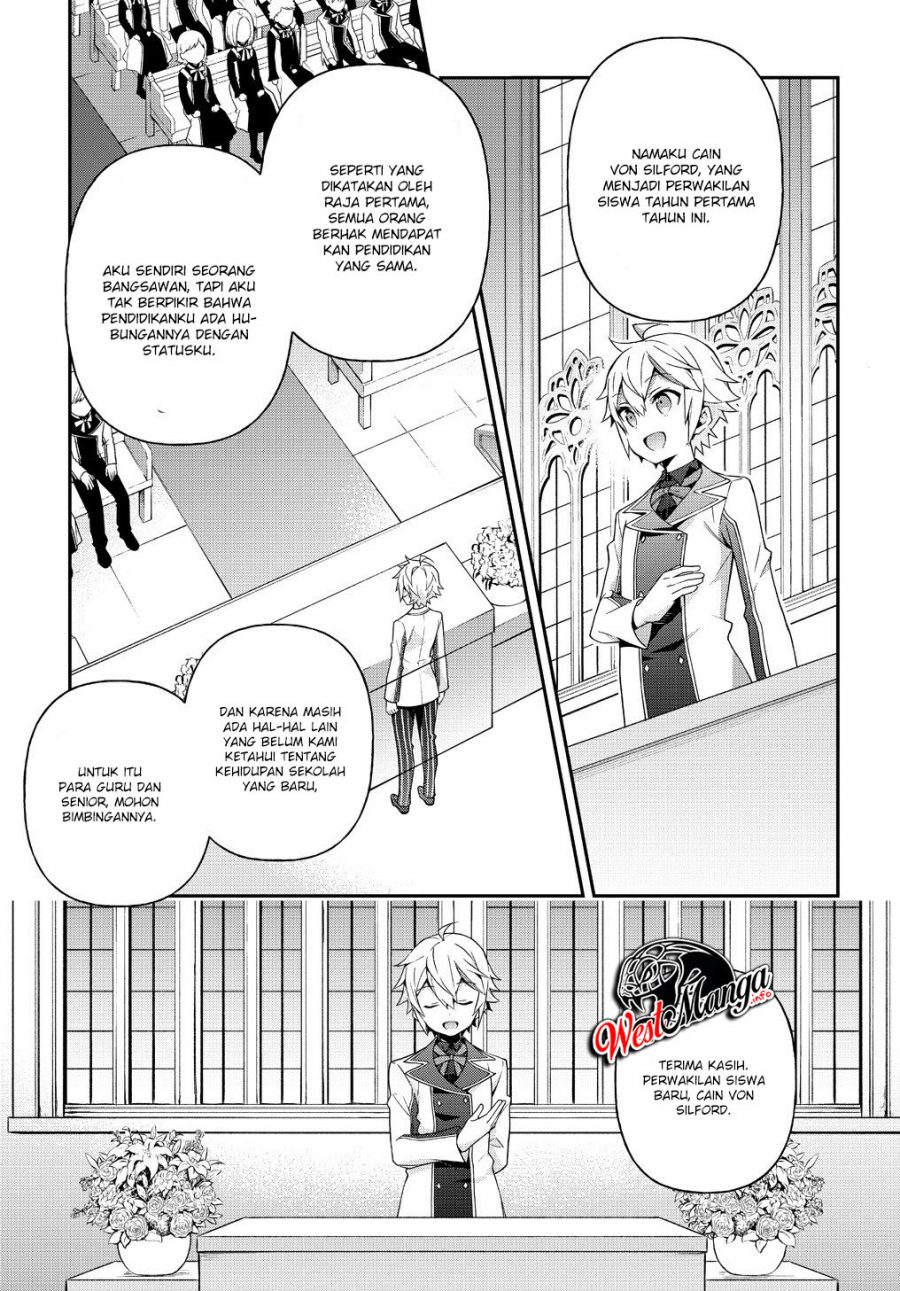 NAMAKU CAIN
VON SILFORD, YANG
MENJADI PERWAKILAN
SISWA TAHUN PERTAMA
TAHUN INI.
SEPERTI YANG
DIKATAKAN OLEH
RAJA PERTAMA,
SEMUA ORANG
BERHAK MENDAPAT
KAN PENDIDIKAN
YANG SAMA.
AKU SENDIRI SEORANG
BANGSAWAN, TAPI AKU
TAK BERPIKIR BAHWA
PENDIDIKANKU ADA HU-
BUNGANNYA DENGAN
STATUSKU.
DAN KARENA MASIH
ADA HAL-HAL LAIN
YANG BELUM KAMI
KETAHUI TENTANG
KEHIDUPAN SEKOLAH
YANG BARU,
UNTUK ITU
PARA GURU DAN
SENIOR, MOHON
BIMBINGANNYA.
WestManga
.info
TERIMA KASIH.
PERWAKILAN SISWA
BARU, CAIN VON
SILFORD.